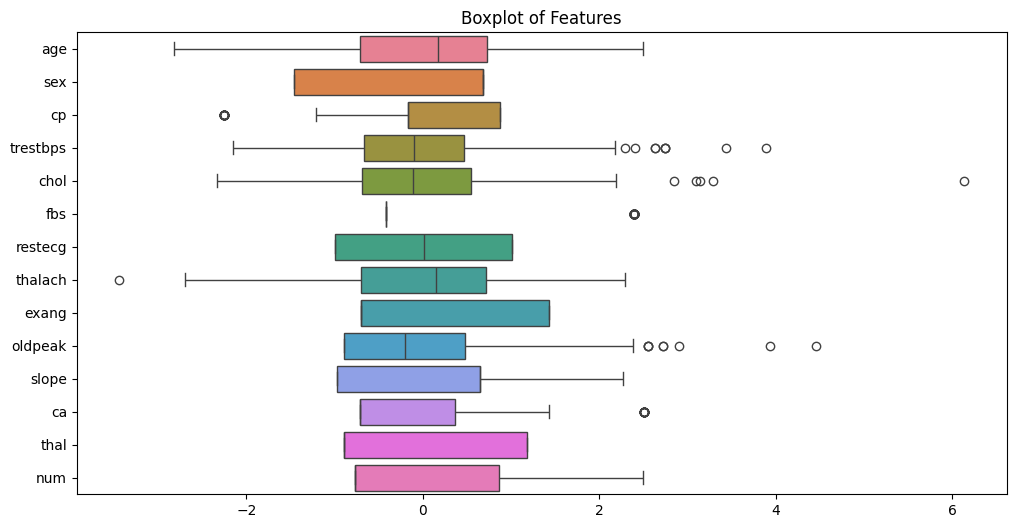 Boxplot of Features
age
sex
cp
trestbps
chol
fbs
restecg
thalach
exang
oldpeak
slope
ca
thal
num
−2 0 2 4 6